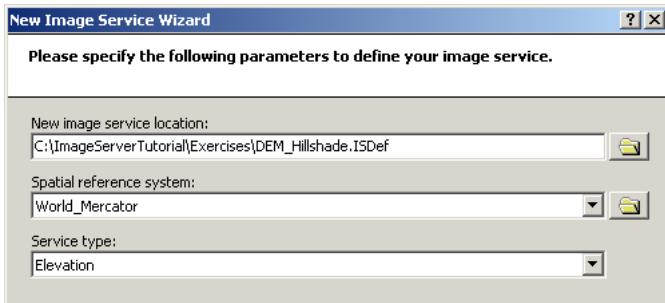 New Image Service Wizard
Please specify the following parameters to define your image service.
New image service location:
C:\ImageServerTutorial\Exercises\DEM_Hillshade.ISDef
Spatial reference system:
World_Mercator
Service type:
Elevation